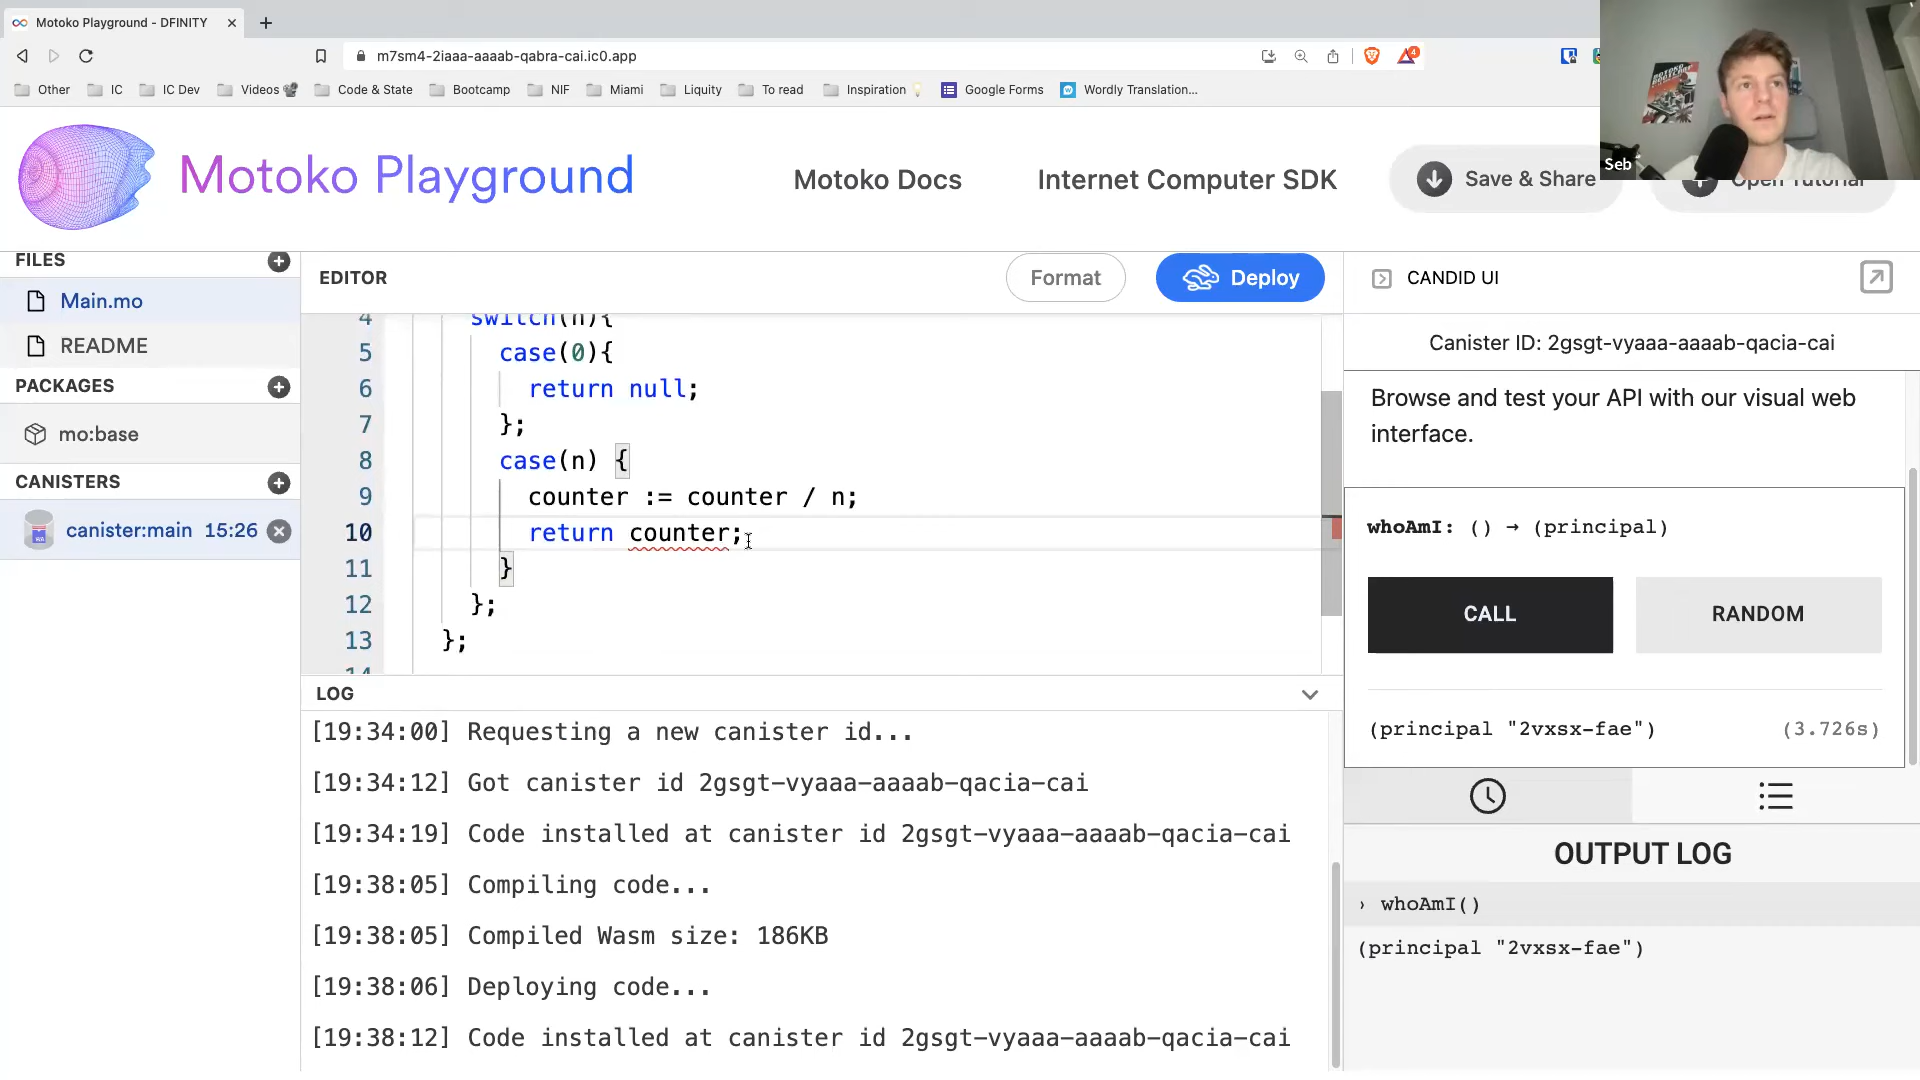 Motoko Playground - DFINITY
m7sm4-2iaaa-aaaab-qabra-cai.ic0.app
4
Other
IC
IC Dev
Videos
Code & State
Bootcamp
NIF
Miami
Liquity
To read
Inspiration
Google Forms
Wordly Translation...
Seb
Motoko Playground
Motoko Docs
Internet Computer SDK
Save & Share
Open Tutorial
FILES
Main.mo
README
PACKAGES
mo:base
CANISTERS
canister:main 15:26
EDITOR
Format
Deploy
4 switch(n){
5 case(0){
6 return null;
7 };
8 case(n) {
9 counter := counter / n;
10 return counter;
11 }
12 };
13 };
14
LOG
[19:34:00] Requesting a new canister id...
[19:34:12] Got canister id 2gsgt-vyaaa-aaaab-qacia-cai
[19:34:19] Code installed at canister id 2gsgt-vyaaa-aaaab-qacia-cai
[19:38:05] Compiling code...
[19:38:05] Compiled Wasm size: 186KB
[19:38:06] Deploying code...
[19:38:12] Code installed at canister id 2gsgt-vyaaa-aaaab-qacia-cai
CANDID UI
Canister ID: 2gsgt-vyaaa-aaaab-qacia-cai
Browse and test your API with our visual web
interface.
whoAmI: () → (principal)
CALL
RANDOM
(principal "2vxsx-fae") (3.726s)
OUTPUT LOG
› whoAmI()
(principal "2vxsx-fae")